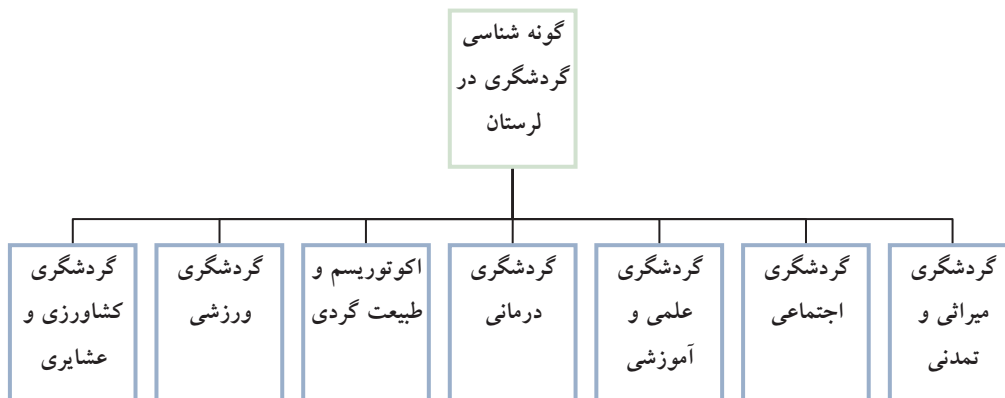 گونه شناسی
گردشگری در
لرستان
گردشگری
میراثی و
تمدنی
گردشگری
اجتماعی
گردشگری
علمی و
آموزشی
گردشگری
درمانی
اکوتوریسم و
طبیعت گردی
گردشگری
ورزشی
گردشگری
کشاورزی و
عشایری